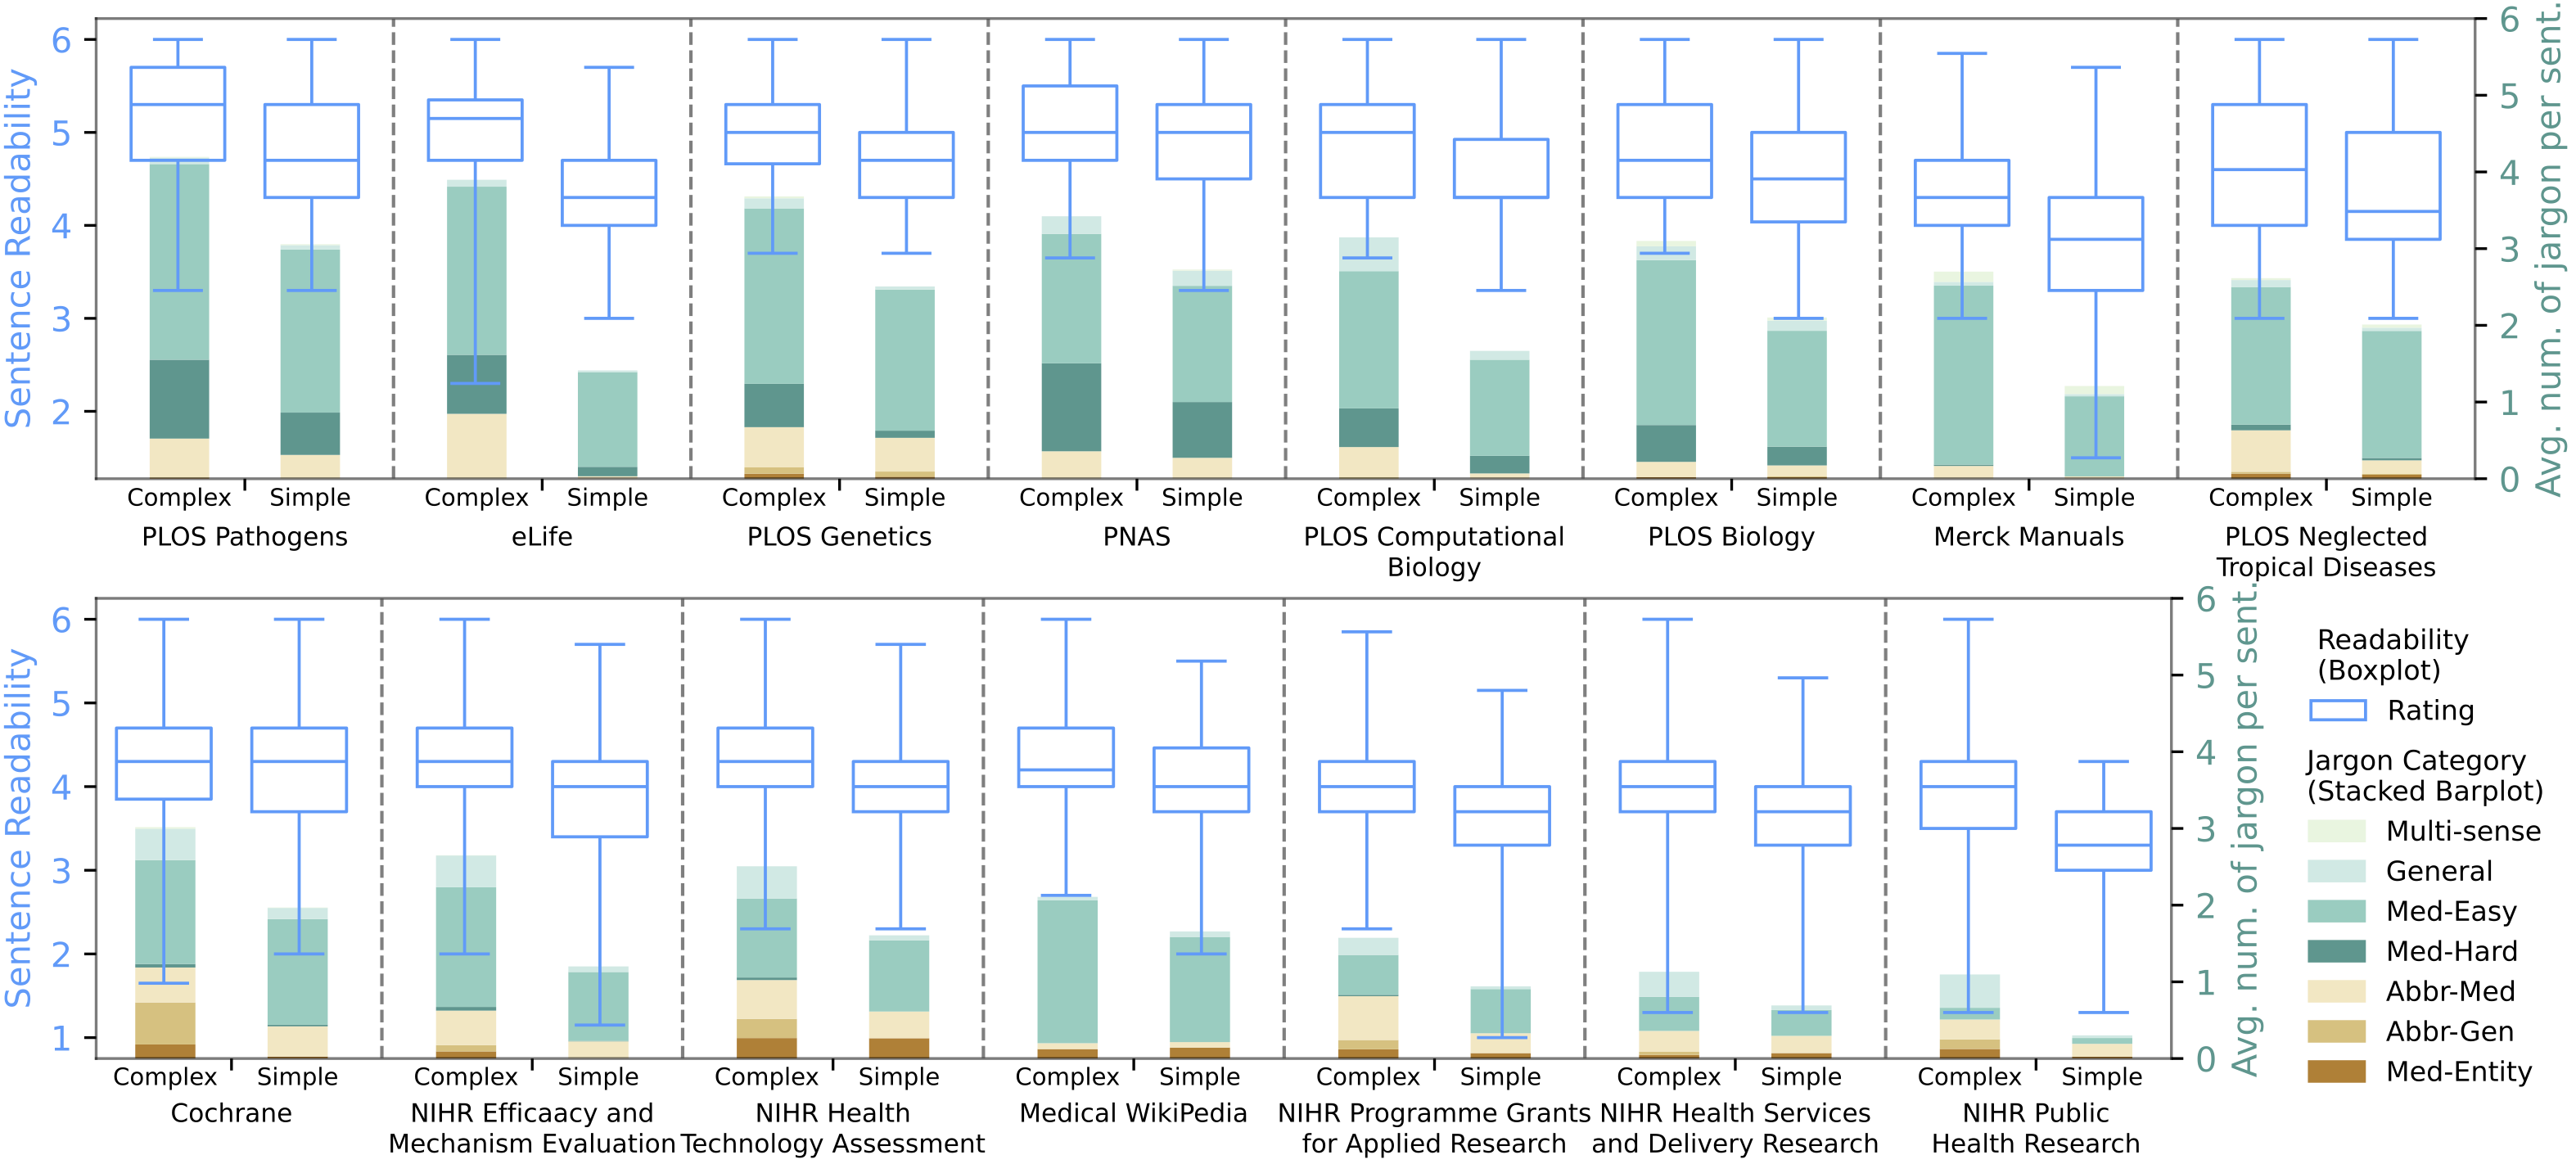 Sentence Readability
6
5
4
3
2
6
5
4
3
2
1
0
Avg. num. of jargon per sent.
Complex Simple Complex Simple Complex Simple Complex Simple Complex Simple Complex Simple Complex Simple Complex Simple
PLOS Pathogens eLife PLOS Genetics PNAS PLOS Computational PLOS Biology Merck Manuals PLOS Neglected
Biology Tropical Diseases
Sentence Readability
6
5
4
3
2
1
6
5
4
3
2
1
0
Avg. num. of jargon per sent.
Complex Simple Complex Simple Complex Simple Complex Simple Complex Simple Complex Simple Complex Simple
Cochrane NIHR Efficaacy and NIHR Health Medical WikiPedia NIHR Programme Grants NIHR Health Services NIHR Public
Mechanism Evaluation Technology Assessment for Applied Research and Delivery Research Health Research
Readability
(Boxplot)
Rating
Jargon Category
(Stacked Barplot)
Multi-sense
General
Med-Easy
Med-Hard
Abbr-Med
Abbr-Gen
Med-Entity